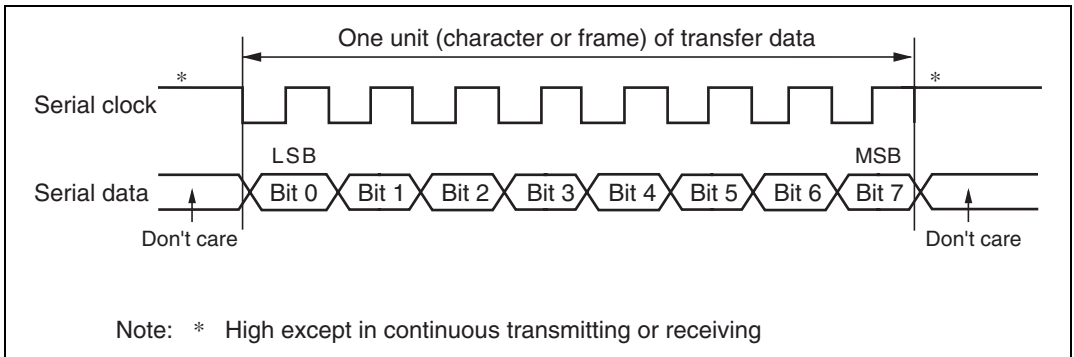 One unit (character or frame) of transfer data
* *
Serial clock
LSB MSB
Serial data Bit 0 Bit 1 Bit 2 Bit 3 Bit 4 Bit 5 Bit 6 Bit 7
Don't care Don't care
Note: * High except in continuous transmitting or receiving